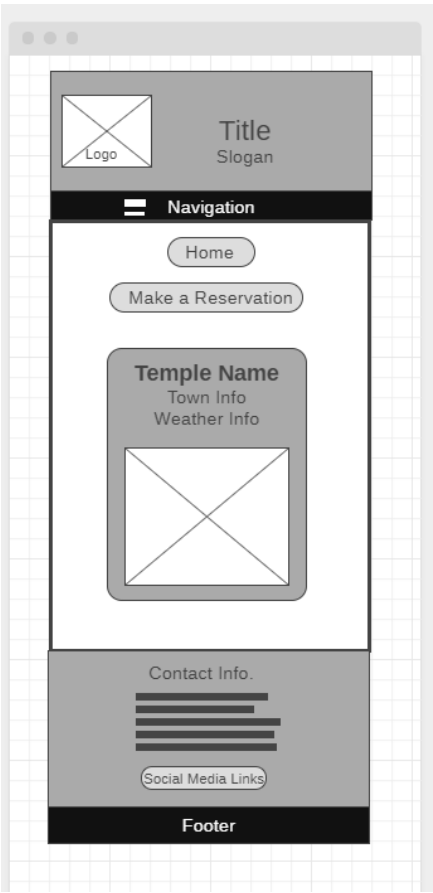 Logo
Title
Slogan
Navigation
Home
Make a Reservation
Temple Name
Town Info
Weather Info
Contact Info.
Social Media Links
Footer